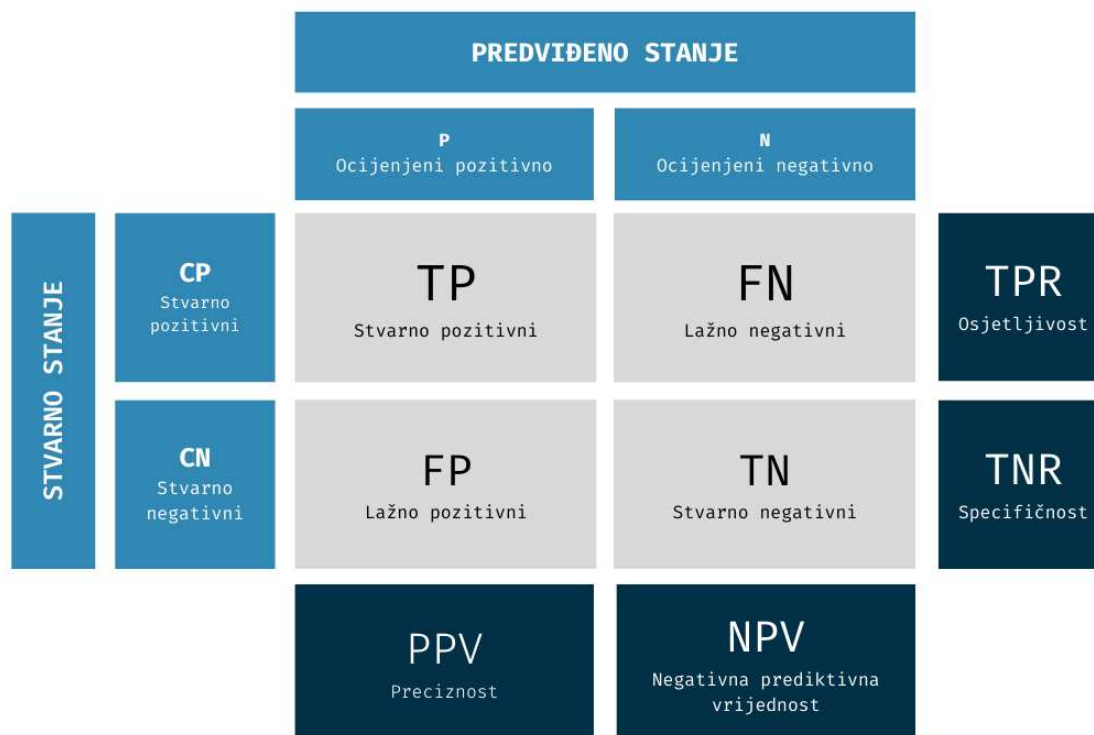 PREDVIĐENO STANJE
P
Ocijenjeni pozitivno
N
Ocijenjeni negativno
STVARNO STANJE
CP
Stvarno
pozitivni
TP
Stvarno pozitivni
FN
Lažno negativni
TPR
Osjetljivost
CN
Stvarno
negativni
FP
Lažno pozitivni
TN
Stvarno negativni
TNR
Specifičnost
PPV
Preciznost
NPV
Negativna prediktivna
vrijednost